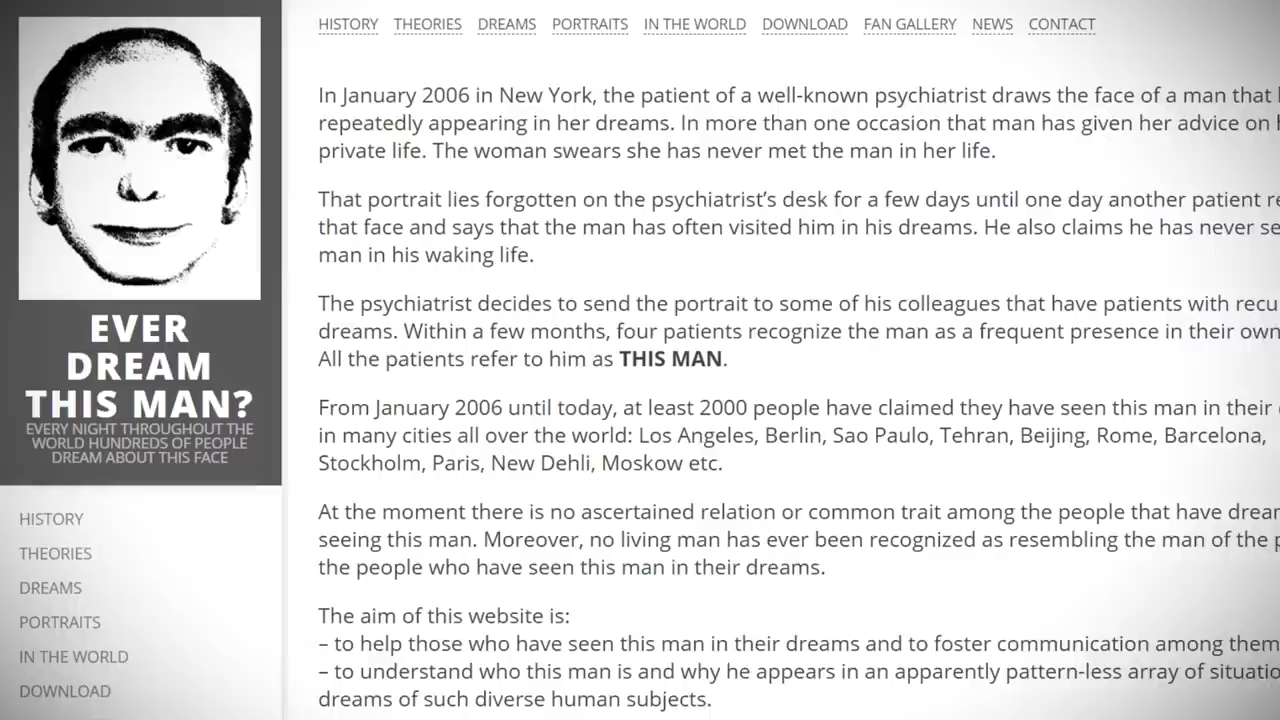 HISTORY THEORIES DREAMS PORTRAITS IN THE WORLD DOWNLOAD FAN GALLERY NEWS CONTACT
EVER
DREAM
THIS MAN?
EVERY NIGHT THROUGHOUT THE
WORLD HUNDREDS OF PEOPLE
DREAM ABOUT THIS FACE
HISTORY
THEORIES
DREAMS
PORTRAITS
IN THE WORLD
DOWNLOAD
In January 2006 in New York, the patient of a well-known psychiatrist draws the face of a man that
repeatedly appearing in her dreams. In more than one occasion that man has given her advice on
private life. The woman swears she has never met the man in her life.
That portrait lies forgotten on the psychiatrist’s desk for a few days until one day another patient
that face and says that the man has often visited him in his dreams. He also claims he has never
man in his waking life.
The psychiatrist decides to send the portrait to some of his colleagues that have patients with
dreams. Within a few months, four patients recognize the man as a frequent presence in their own
All the patients refer to him as THIS MAN.
From January 2006 until today, at least 2000 people have claimed they have seen this man in their
in many cities all over the world: Los Angeles, Berlin, Sao Paulo, Tehran, Beijing, Rome, Barcelona,
Stockholm, Paris, New Dehli, Moskow etc.
At the moment there is no ascertained relation or common trait among the people that have
seeing this man. Moreover, no living man has ever been recognized as resembling the man of the
the people who have seen this man in their dreams.
The aim of this website is:
– to help those who have seen this man in their dreams and to foster communication among them
– to understand who this man is and why he appears in an apparently pattern-less array of
dreams of such diverse human subjects.